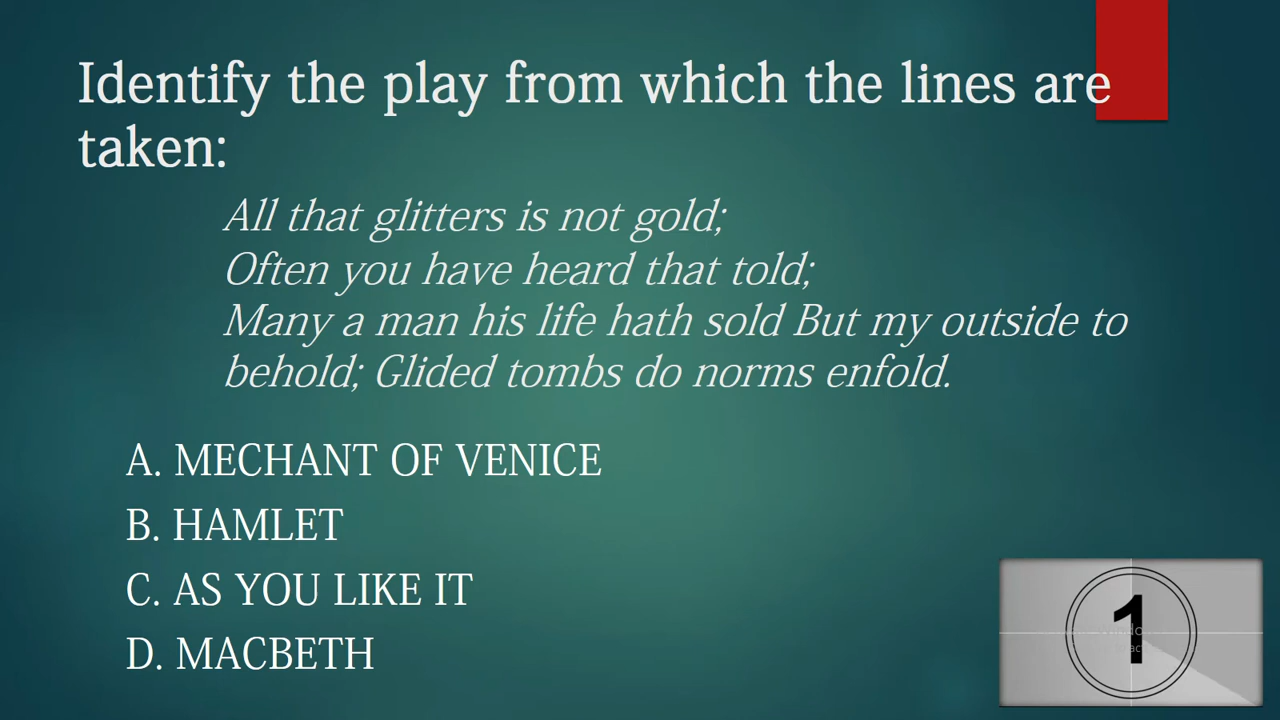 Identify the play from which the lines are
taken:
All that glitters is not gold;
Often you have heard that told;
Many a man his life hath sold But my outside to
behold; Glided tombs do norms enfold.
A. MECHANT OF VENICE
B. HAMLET
C. AS YOU LIKE IT
D. MACBETH
1